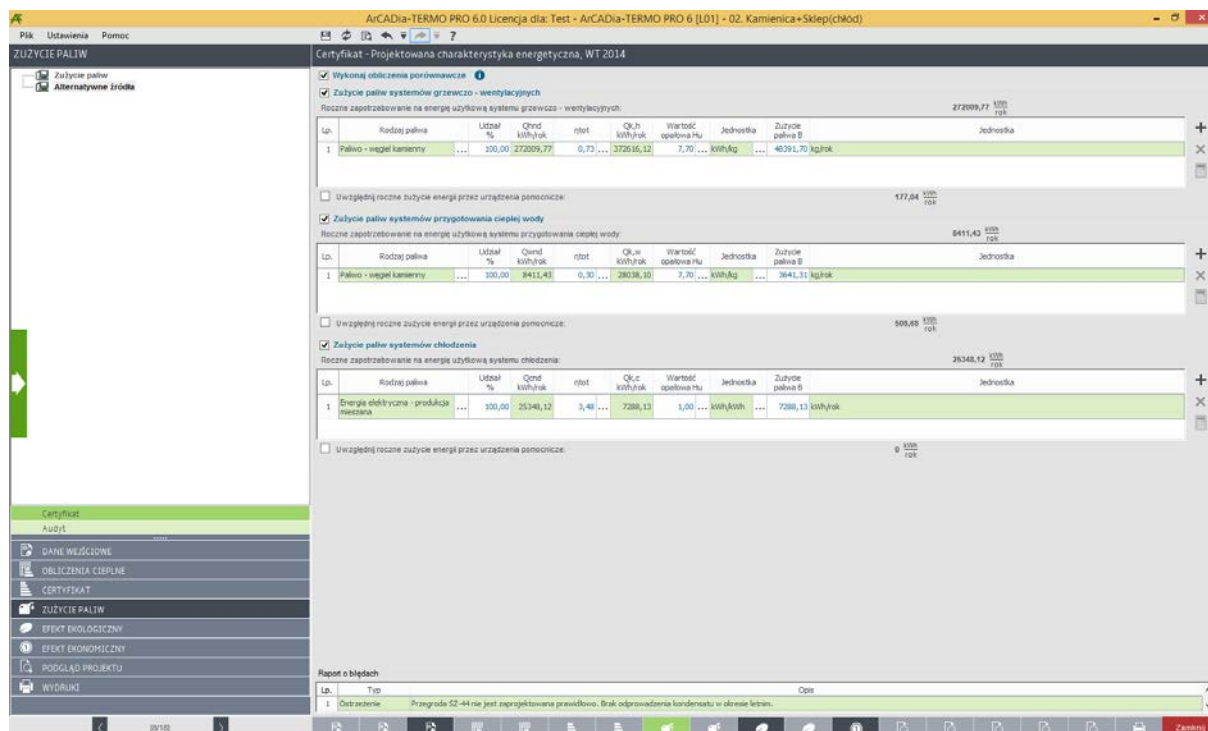 ArCADia-TERMO PRO 6.0 Licencja dla: Test - ArCADia-TERMO PRO 6 [L01] - 02. Kamienica+Sklep(chłód)
Plik Ustawienia Pomoc
ZUŻYCIE PALIW
Certyfikat - Projektowana charakterystyka energetyczna, WT 2014
Zużycie paliw
Alternatywne źródła
Wykonaj obliczenia porównawcze
Zużycie paliw systemów grzewczo - wentylacyjnych
Roczne zapotrzebowanie na energię użytkową systemu grzewczo - wentylacyjnych: 272009,77 kWh/rok
Lp. Rodzaj paliwa Udział % Qhnd kWh/rok ηtot Qk,h kWh/rok Wartość opałowa Hu Jednostka Zużycie paliwa B Jednostka
1 Paliwo - węgiel kamienny ... 100,00 272009,77 0,73 ... 372616,12 7,70 ... kWh/kg ... 48391,70 kg/rok
Uwzględnij roczne zużycie energii przez urządzenia pomocnicze: 177,04 kWh/rok
Zużycie paliw systemów przygotowania ciepłej wody
Roczne zapotrzebowanie na energię użytkową systemu przygotowania ciepłej wody: 8411,43 kWh/rok
Lp. Rodzaj paliwa Udział % Qwnd kWh/rok ηtot Qk,w kWh/rok Wartość opałowa Hu Jednostka Zużycie paliwa B Jednostka
1 Paliwo - węgiel kamienny ... 100,00 8411,43 0,30 ... 28038,10 7,70 ... kWh/kg ... 3641,31 kg/rok
Uwzględnij roczne zużycie energii przez urządzenia pomocnicze: 508,68 kWh/rok
Zużycie paliw systemów chłodzenia
Roczne zapotrzebowanie na energię użytkową systemu chłodzenia: 25348,12 kWh/rok
Lp. Rodzaj paliwa Udział % Qcnd kWh/rok ηtot Qk,c kWh/rok Wartość opałowa Hu Jednostka Zużycie paliwa B Jednostka
1 Energia elektryczna - produkcja mieszana ... 100,00 25348,12 3,48 ... 7288,13 1,00 ... kWh/kWh ... 7288,13 kWh/rok
Uwzględnij roczne zużycie energii przez urządzenia pomocnicze: 0 kWh/rok
Certyfikat
Audyt
DANE WEJŚCIOWE
OBLICZENIA CIEPLNE
CERTYFIKAT
ZUŻYCIE PALIW
EFEKT EKOLOGICZNY
EFEKT EKONOMICZNY
PODGLĄD PROJEKTU
WYDRUKI
Raport o błędach
Lp. Typ Opis
1 Ostrzeżenie Przegroda SZ-44 nie jest zaprojektowana prawidłowo. Brak odprowadzenia kondensatu w okresie letnim.
Zamknij